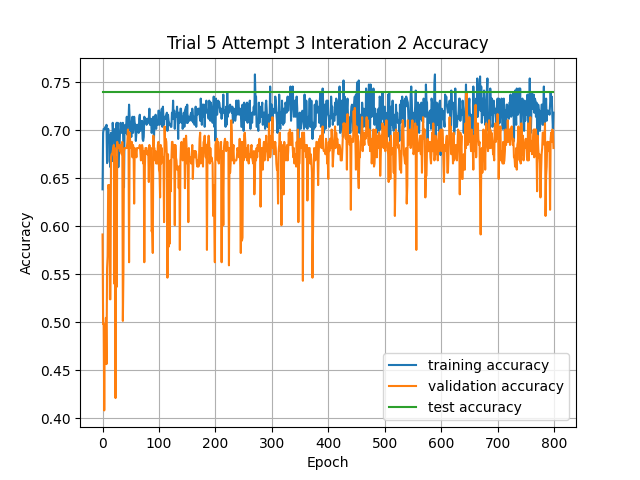 Trial 5 Attempt 3 Interation 2 Accuracy
0.75
0.70
0.65
0.60
0.55
0.50
0.45
0.40
Accuracy
training accuracy
validation accuracy
test accuracy
0 100 200 300 400 500 600 700 800
Epoch